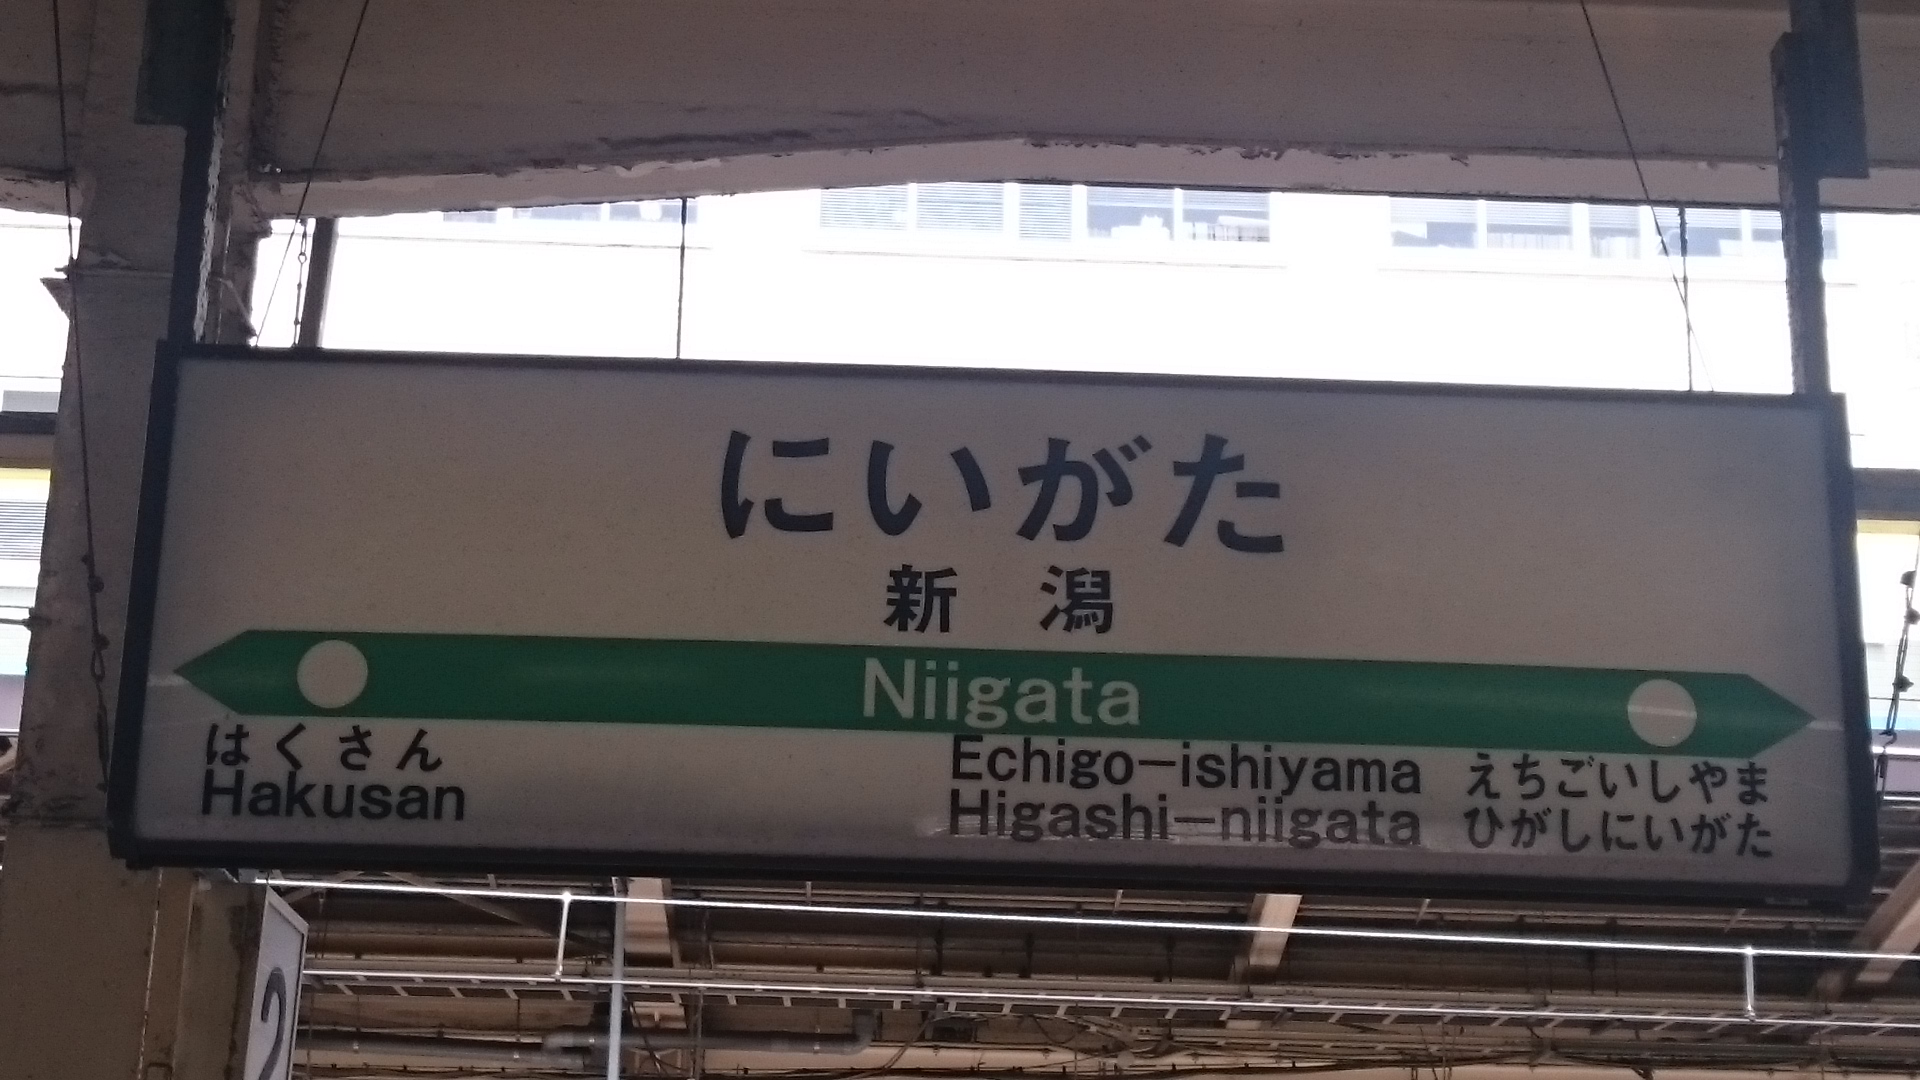 にいがた
新潟
Niigata
はくさん
Hakusan
Echigo-ishiyama えちごいしやま
Higashi-niigata ひがしにいがた
2